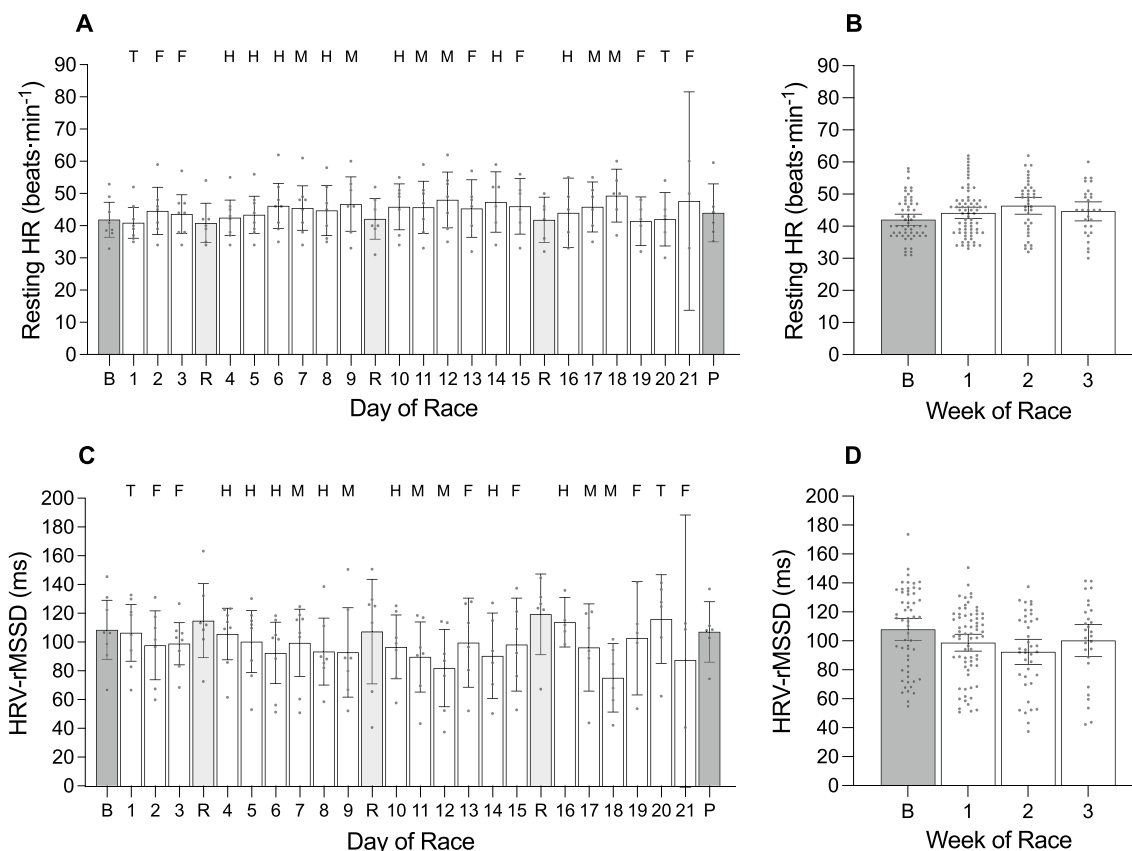 A
T F F H H H M H M H M M F H F H M M F T F
Resting HR (beats·min-1)
90
80
70
60
50
40
30
20
10
0
B 1 2 3 R 4 5 6 7 8 9 R 10 11 12 13 14 15 R 16 17 18 19 20 21 P
Day of Race
B
Resting HR (beats·min-1)
90
80
70
60
50
40
30
20
10
0
B 1 2 3
Week of Race
C
T F F H H H M H M H M M F H F H M M F T F
HRV-rMSSD (ms)
200
180
160
140
120
100
80
60
40
20
0
B 1 2 3 R 4 5 6 7 8 9 R 10 11 12 13 14 15 R 16 17 18 19 20 21 P
Day of Race
D
HRV-rMSSD (ms)
200
180
160
140
120
100
80
60
40
20
0
B 1 2 3
Week of Race